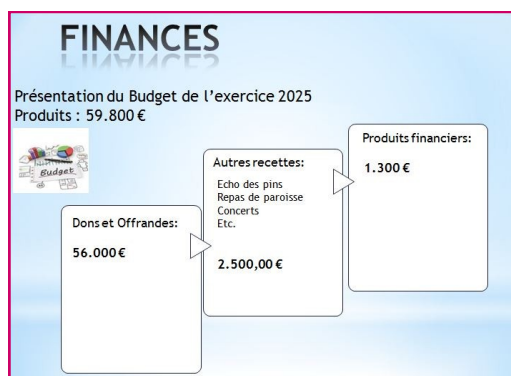 FINANCES
Présentation du Budget de l'exercice 2025
Produits : 59.800 €
Budget
Dons et Offrandes:
56.000 €
Autres recettes:
Echo des pins
Repas de paroisse
Concerts
Etc.
2.500,00 €
Produits financiers:
1.300 €